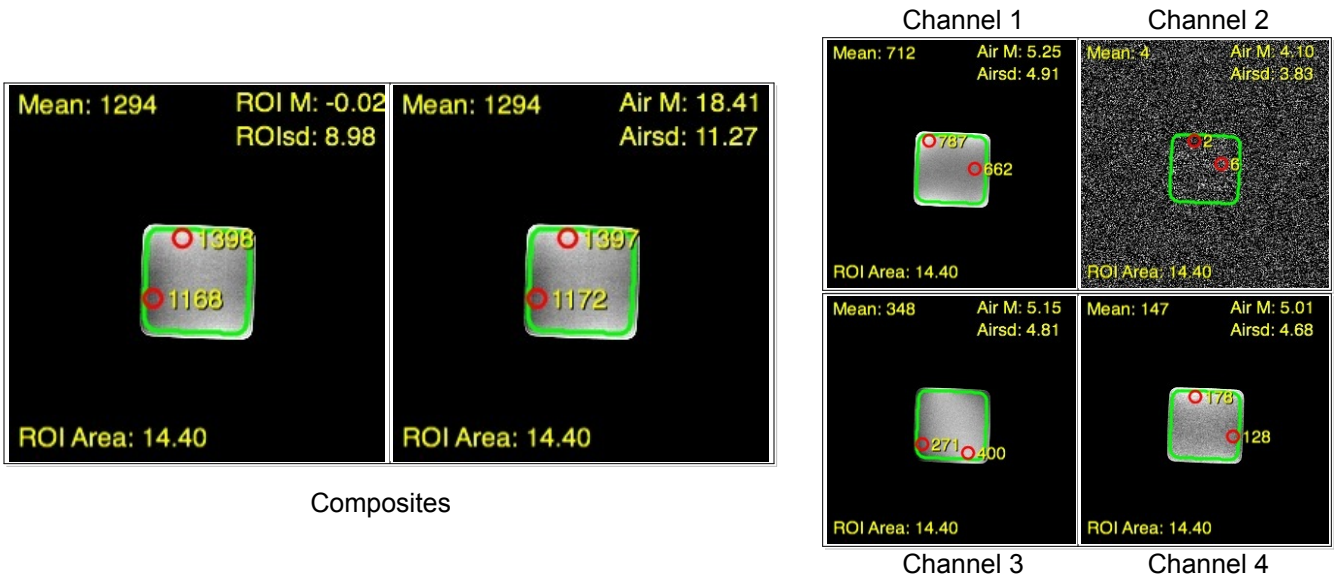 Channel 1
Channel 2
Mean: 1294
ROI M: -0.02
ROIsd: 8.98
1398
1168
ROI Area: 14.40
Mean: 1294
Air M: 18.41
Airsd: 11.27
1397
1172
ROI Area: 14.40
Composites
Mean: 712
Air M: 5.25
Airsd: 4.91
787
662
ROI Area: 14.40
Mean: 4
Air M: 4.10
Airsd: 3.83
2
6
ROI Area: 14.40
Mean: 348
Air M: 5.15
Airsd: 4.81
271
400
ROI Area: 14.40
Mean: 147
Air M: 5.01
Airsd: 4.68
178
128
ROI Area: 14.40
Channel 3
Channel 4